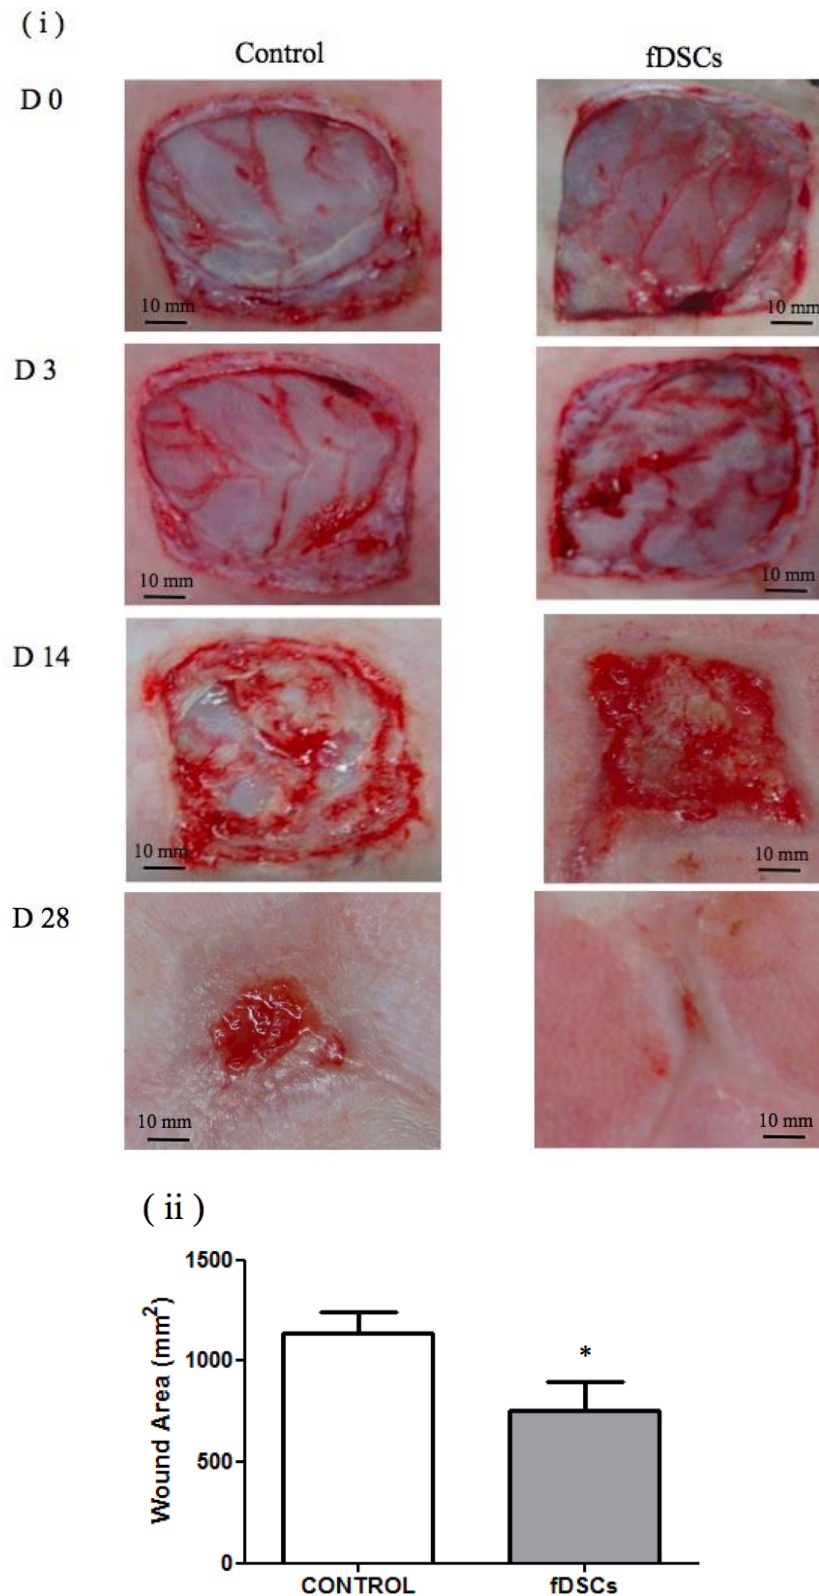 ( i )
Control fDSCs
D 0
10 mm 10 mm
D 3
10 mm 10 mm
D 14
10 mm 10 mm
D 28
10 mm 10 mm
( ii )
1500
1000
500
0
Wound Area (mm²)
*
CONTROL fDSCs